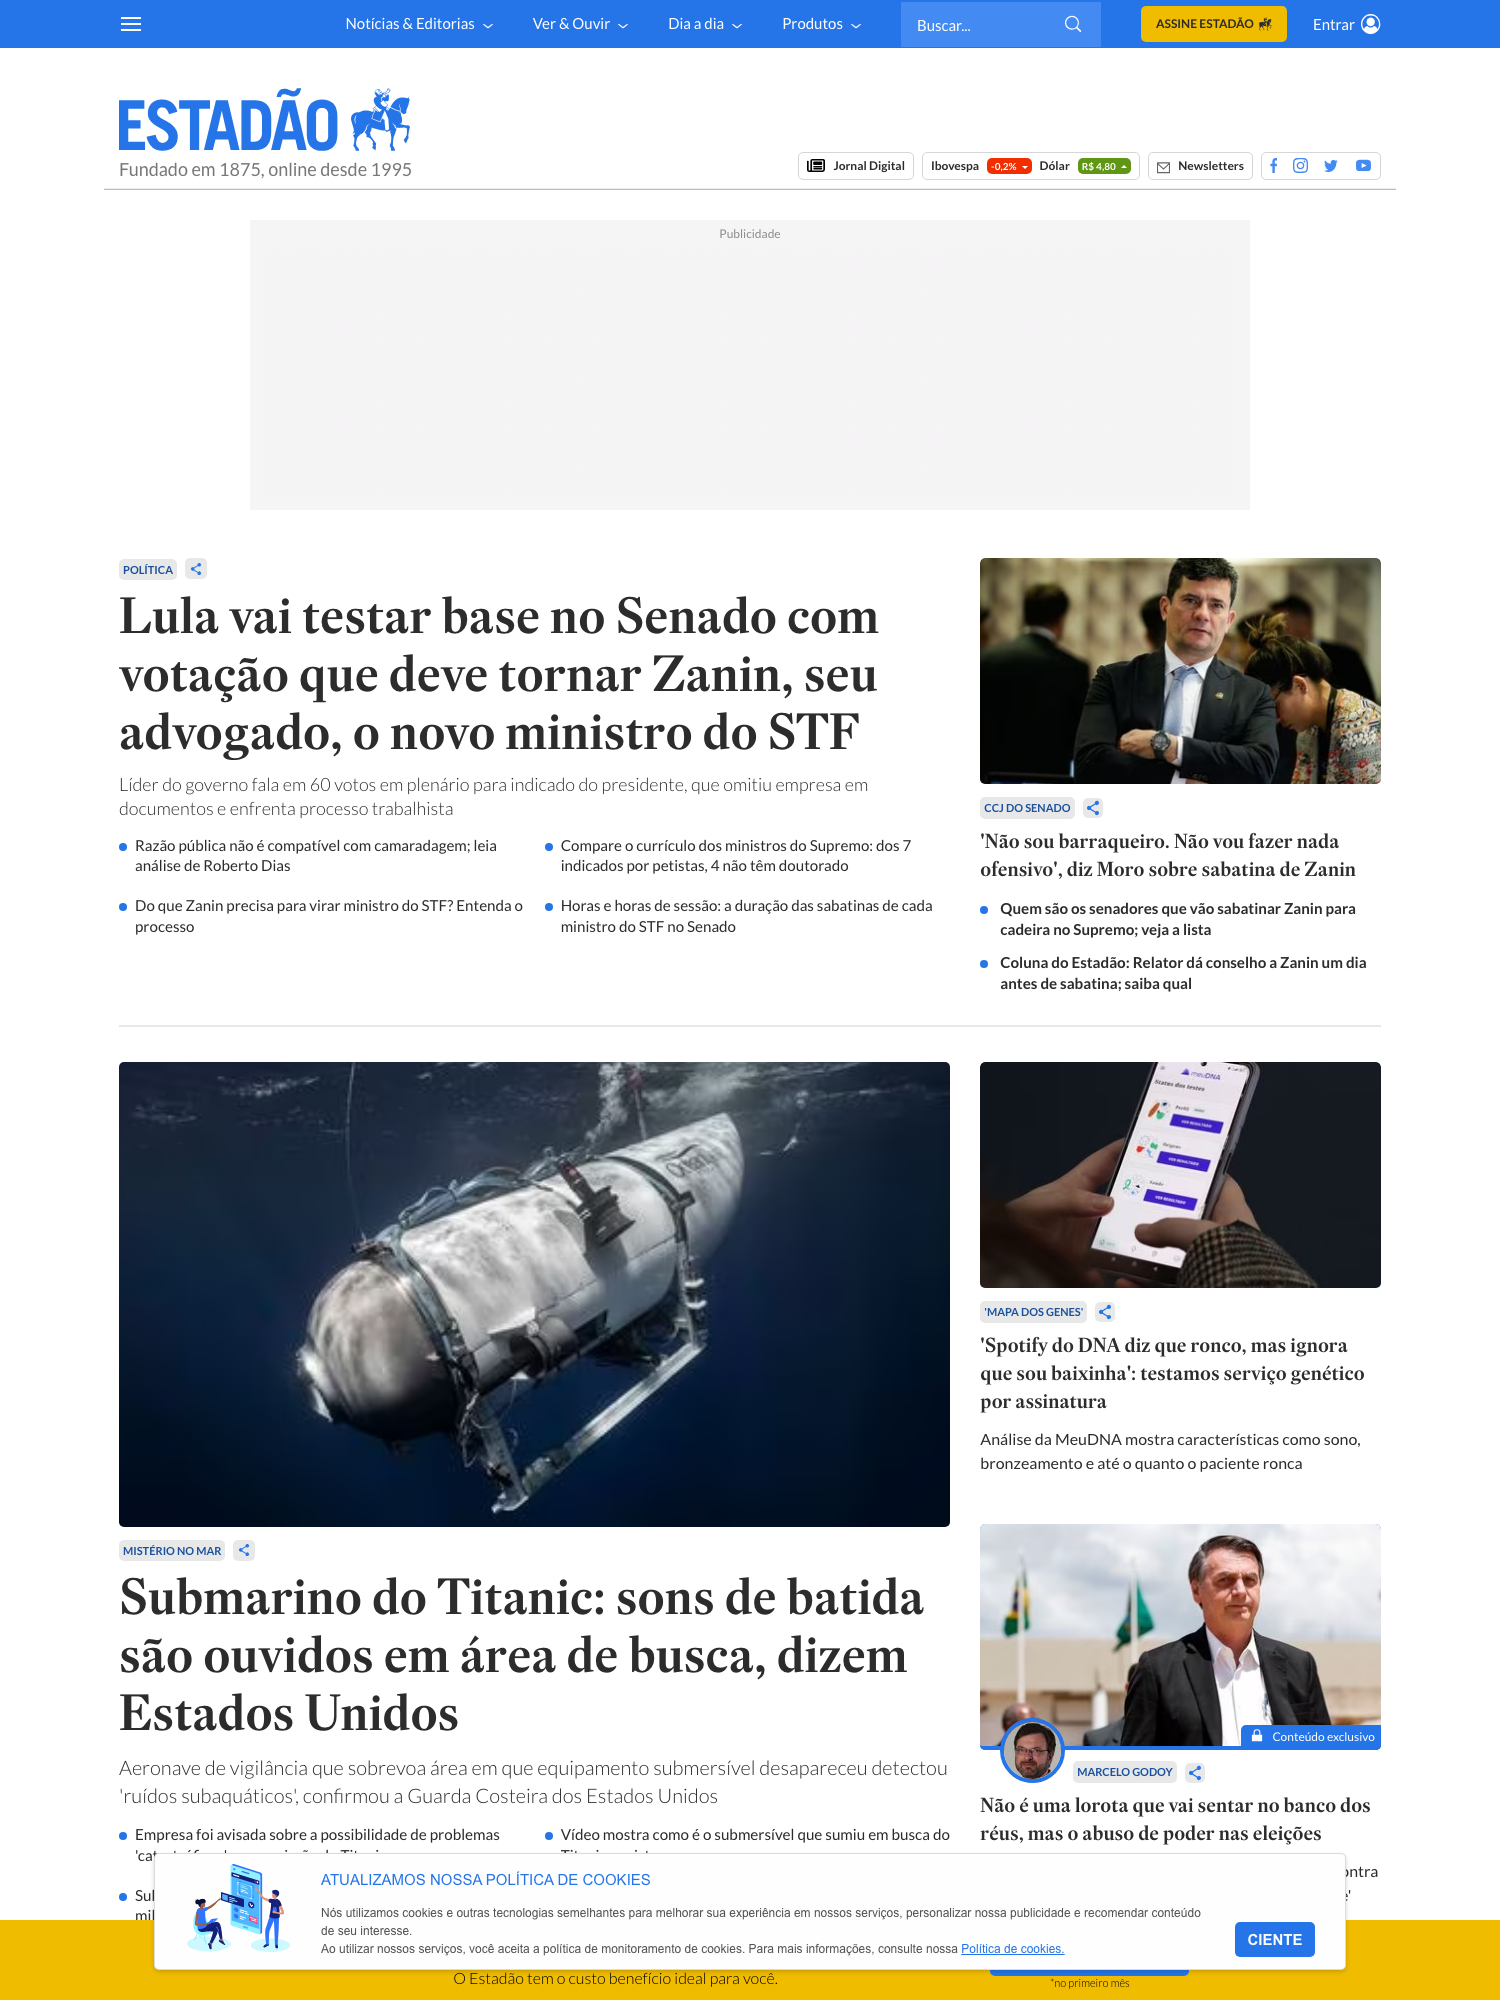 Notícias & Editorias
Ver & Ouvir
Dia a dia
Produtos
Buscar...
ASSINE ESTADÃO
Entrar
ESTADÃO
Fundado em 1875, online desde 1995
Jornal Digital
Ibovespa -0,2% Dólar R$ 4,80
Newsletters
Publicidade
POLÍTICA
Lula vai testar base no Senado com
votação que deve tornar Zanin, seu
advogado, o novo ministro do STF
Líder do governo fala em 60 votos em plenário para indicado do presidente, que omitiu empresa em
documentos e enfrenta processo trabalhista
Razão pública não é compatível com camaradagem; leia
análise de Roberto Dias
Compare o currículo dos ministros do Supremo: dos 7
indicados por petistas, 4 não têm doutorado
Do que Zanin precisa para virar ministro do STF? Entenda o
processo
Horas e horas de sessão: a duração das sabatinas de cada
ministro do STF no Senado
CCJ DO SENADO
'Não sou barraqueiro. Não vou fazer nada
ofensivo', diz Moro sobre sabatina de Zanin
Quem são os senadores que vão sabatinar Zanin para
cadeira no Supremo; veja a lista
Coluna do Estadão: Relator dá conselho a Zanin um dia
antes de sabatina; saiba qual
MISTÉRIO NO MAR
Submarino do Titanic: sons de batida
são ouvidos em área de busca, dizem
Estados Unidos
Aeronave de vigilância que sobrevoa área em que equipamento submersível desapareceu detectou
'ruídos subaquáticos', confirmou a Guarda Costeira dos Estados Unidos
Empresa foi avisada sobre a possibilidade de problemas
Vídeo mostra como é o submersível que sumiu em busca do
meuDNA
Status dos testes
VER RESULTADO
VER RESULTADO
VER RESULTADO
'MAPA DOS GENES'
'Spotify do DNA diz que ronco, mas ignora
que sou baixinha': testamos serviço genético
por assinatura
Análise da MeuDNA mostra características como sono,
bronzeamento e até o quanto o paciente ronca
Conteúdo exclusivo
MARCELO GODOY
Não é uma lorota que vai sentar no banco dos
réus, mas o abuso de poder nas eleições
ATUALIZAMOS NOSSA POLÍTICA DE COOKIES
Nós utilizamos cookies e outras tecnologias semelhantes para melhorar sua experiência em nossos serviços, personalizar nossa publicidade e recomendar conteúdo
de seu interesse.
Ao utilizar nossos serviços, você aceita a política de monitoramento de cookies. Para mais informações, consulte nossa Política de cookies.
CIENTE
O Estadão tem o custo benefício ideal para você.
*no primeiro mês